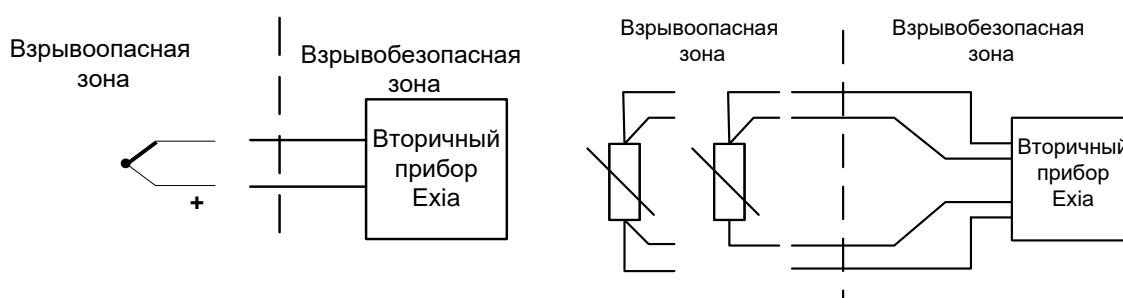 Взрывоопасная
зона
Взрывобезопасная
зона
Вторичный
прибор
Exia
+
Взрывоопасная
зона
Взрывобезопасная
зона
Вторичный
прибор
Exia